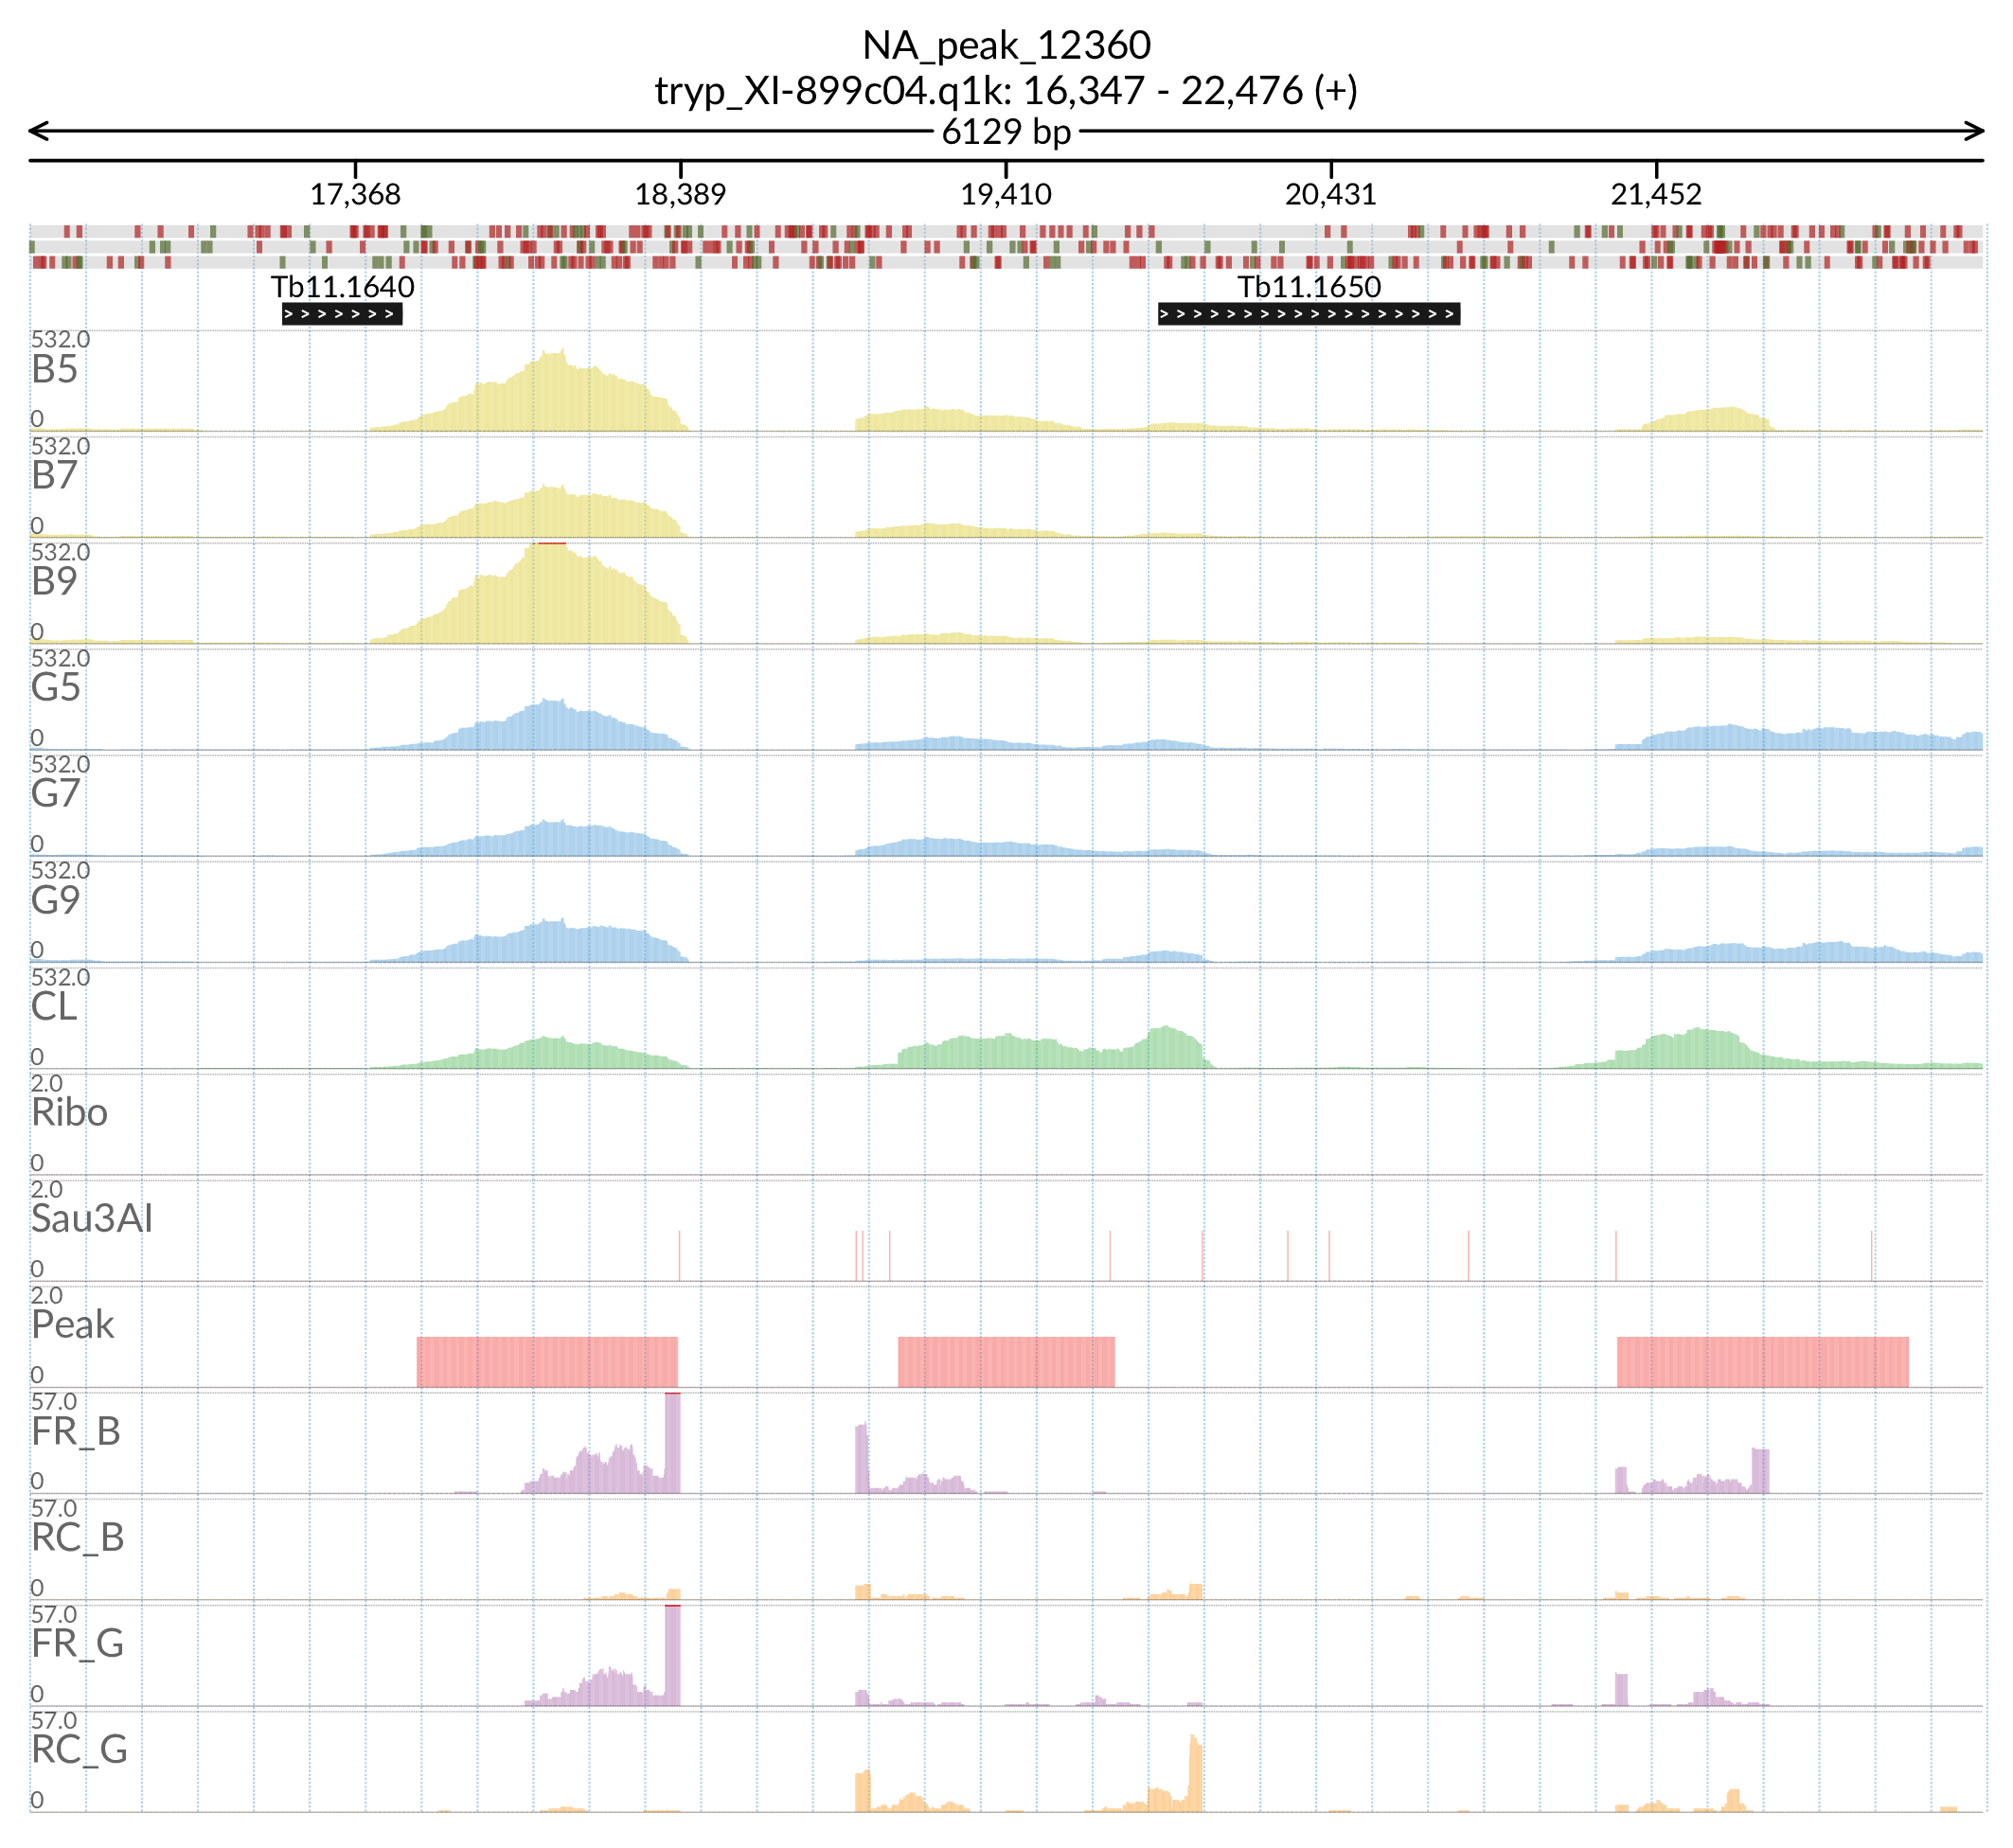 NA_peak_12360
tryp_XI-899c04.q1k: 16,347 - 22,476 (+)
6129 bp
17,368 18,389 19,410 20,431 21,452
Tb11.1640 Tb11.1650
532.0
B5
0
532.0
B7
0
532.0
B9
0
532.0
G5
0
532.0
G7
0
532.0
G9
0
532.0
CL
0
2.0
Ribo
0
2.0
Sau3AI
0
2.0
Peak
0
57.0
FR_B
0
57.0
RC_B
0
57.0
FR_G
0
57.0
RC_G
0